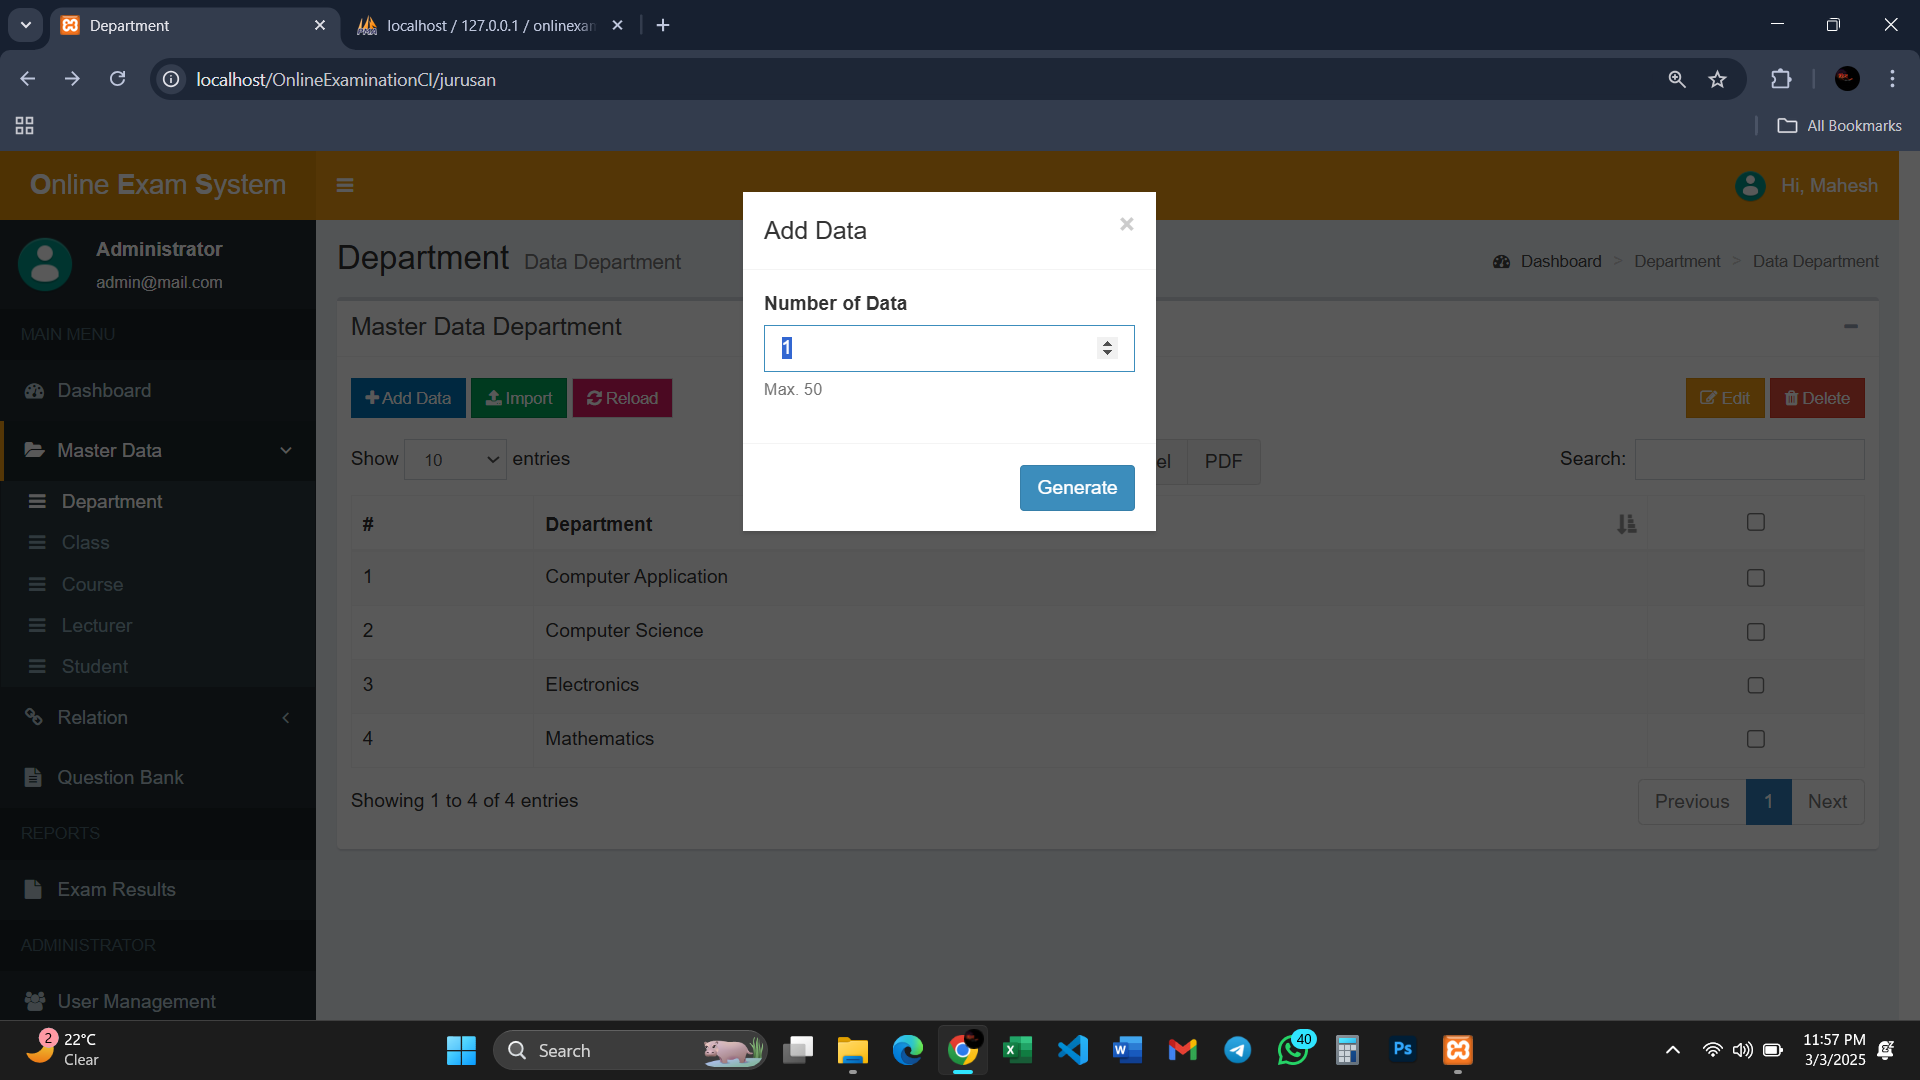 Department
localhost / 127.0.0.1 / onlinexan
localhost/OnlineExaminationCI/jurusan
All Bookmarks
Online Exam System
Hi, Mahesh
Administrator
admin@mail.com
MAIN MENU
Dashboard
Master Data
Department
Class
Course
Lecturer
Student
Relation
Question Bank
REPORTS
Exam Results
ADMINISTRATOR
User Management
Department Data Department
Dashboard > Department > Data Department
Master Data Department
Add Data Import Reload
Edit Delete
Show 10 entries
el PDF
Search:
# Department
1 Computer Application
2 Computer Science
3 Electronics
4 Mathematics
Showing 1 to 4 of 4 entries
Previous 1 Next
Add Data
×
Number of Data
1
Max. 50
Generate
2
22°C
Clear
Search
40
Ps
11:57 PM
3/3/2025